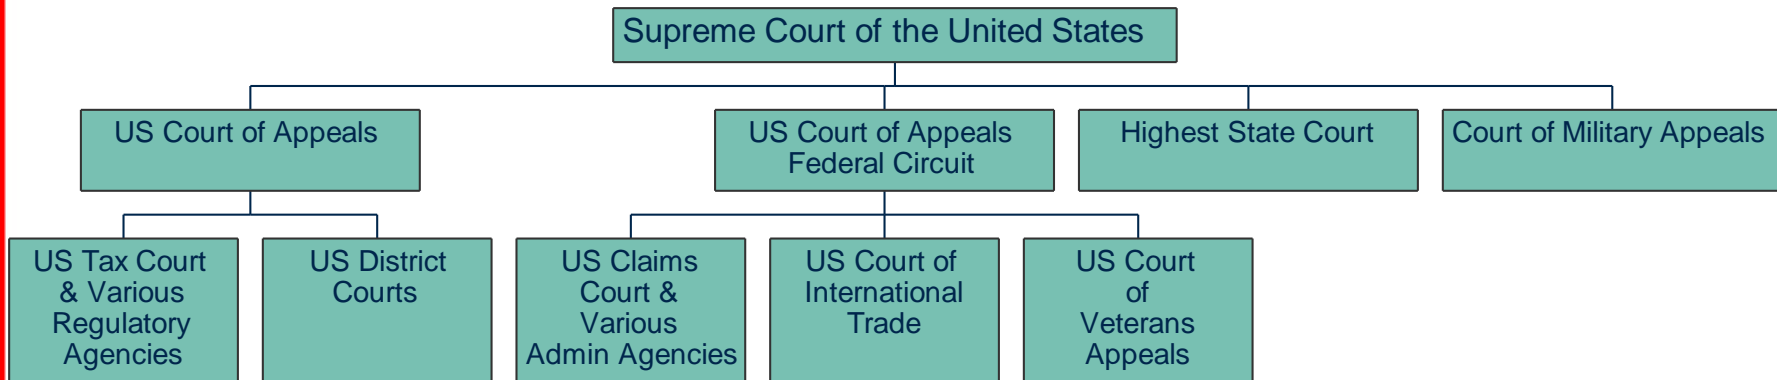 Supreme Court of the United States
US Court of Appeals
US Court of Appeals
Federal Circuit
Highest State Court
Court of Military Appeals
US Tax Court
& Various
Regulatory
Agencies
US District
Courts
US Claims
Court &
Various
Admin Agencies
US Court of
International
Trade
US Court
of
Veterans
Appeals